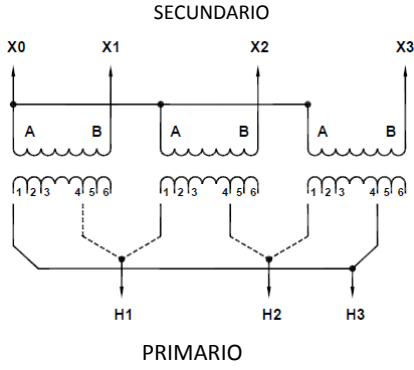 SECUNDARIO
X0 X1 X2 X3
A B A B A B
1 2 3 4 5 6 1 2 3 4 5 6 1 2 3 4 5 6
H1 H2 H3
PRIMARIO